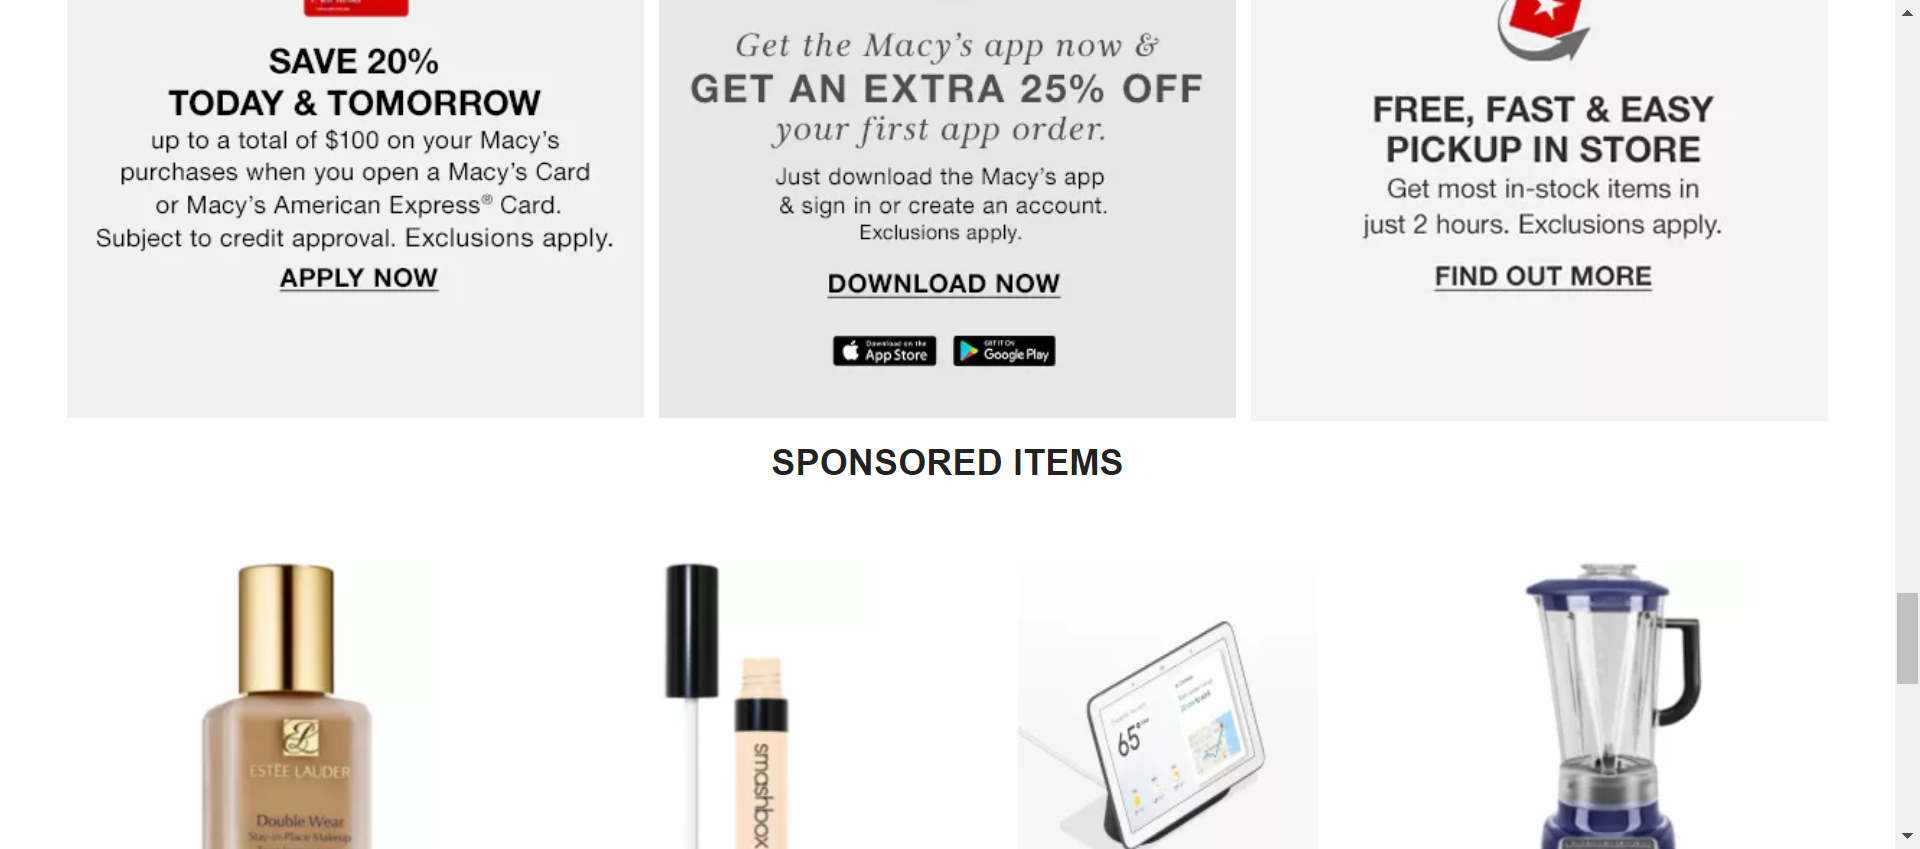 SAVE 20%
TODAY & TOMORROW
up to a total of $100 on your Macy's
purchases when you open a Macy's Card
or Macy's American Express® Card.
Subject to credit approval. Exclusions apply.
APPLY NOW
Get the Macy's app now &
GET AN EXTRA 25% OFF
your first app order.
Just download the Macy's app
& sign in or create an account.
Exclusions apply.
DOWNLOAD NOW
Download on the
App Store
GET IT ON
Google Play
FREE, FAST & EASY
PICKUP IN STORE
Get most in-stock items in
just 2 hours. Exclusions apply.
FIND OUT MORE
SPONSORED ITEMS
ESTĒE LAUDER
Double Wear
Stay-in-Place Makeup
smashbox
65°